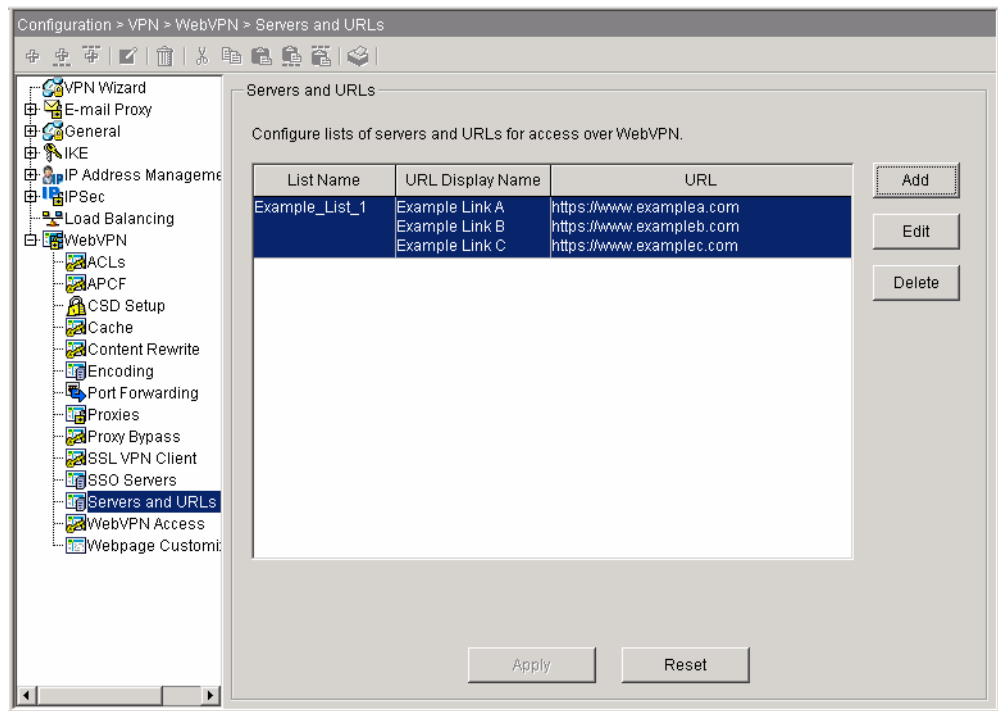 Configuration > VPN > WebVPN > Servers and URLs
VPN Wizard
E-mail Proxy
General
IKE
IP Address Manageme
IPSec
Load Balancing
WebVPN
ACLs
APCF
CSD Setup
Cache
Content Rewrite
Encoding
Port Forwarding
Proxies
Proxy Bypass
SSL VPN Client
SSO Servers
Servers and URLs
WebVPN Access
Webpage Customi
Servers and URLs
Configure lists of servers and URLs for access over WebVPN.
List Name URL Display Name URL
Example_List_1 Example Link A https://www.examplea.com
Example Link B https://www.exampleb.com
Example Link C https://www.examplec.com
Add
Edit
Delete
Apply Reset